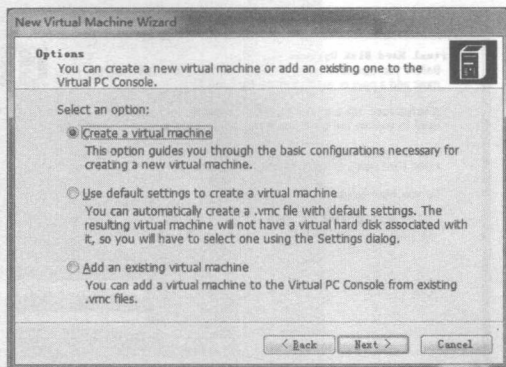 New Virtual Machine Wizard
Options
You can create a new virtual machine or add an existing one to the
Virtual PC Console.
Select an option:
Create a virtual machine
This option guides you through the basic configurations necessary for
creating a new virtual machine.
Use default settings to create a virtual machine
You can automatically create a .vmc file with default settings. The
resulting virtual machine will not have a virtual hard disk associated with
it, so you will have to select one using the Settings dialog.
Add an existing virtual machine
You can add a virtual machine to the Virtual PC Console from existing
.vmc files.
< Back
Next >
Cancel